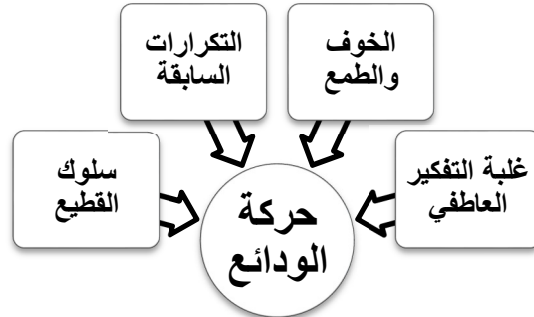 الخوف
والطمع
التكرارات
السابقة
غلبة التفكير
العاطفي
سلوك
القطيع
حركة
الودائع